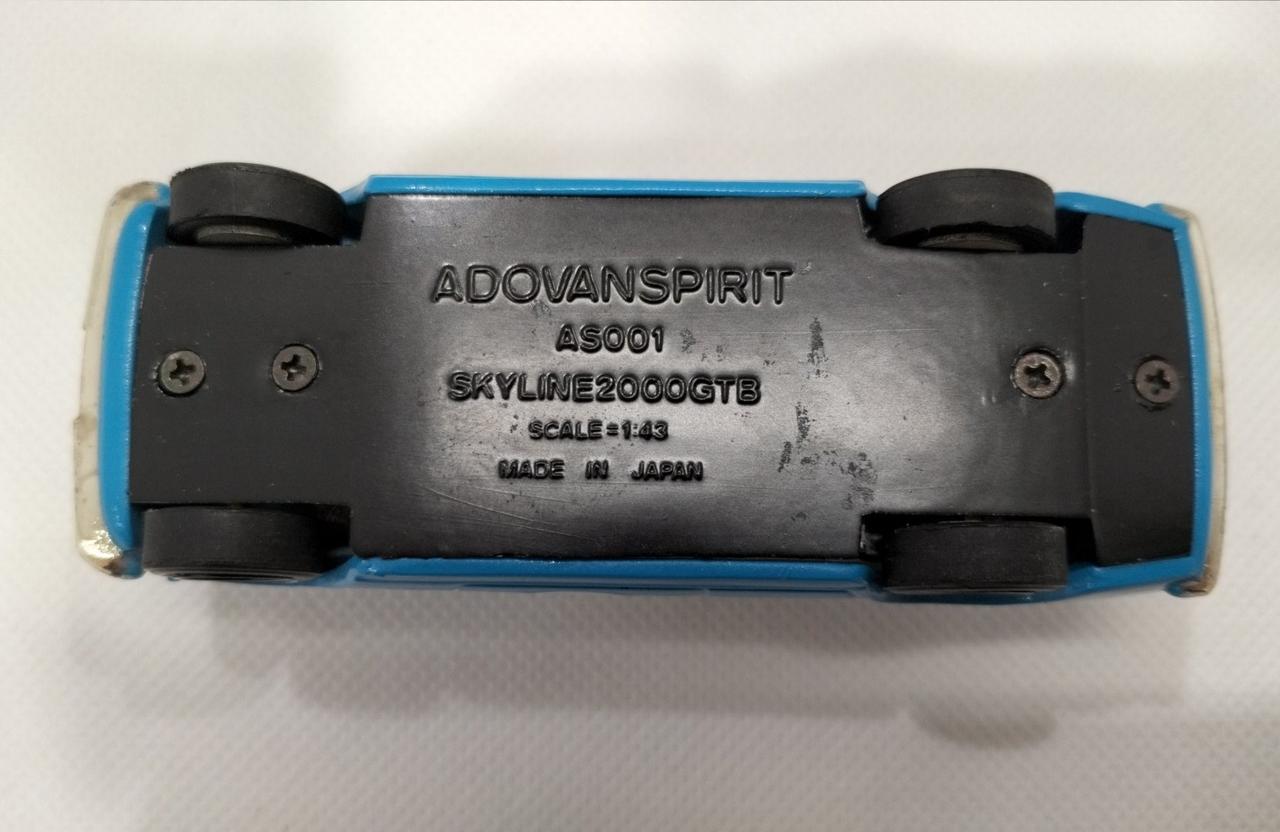 ADOVANSPIRIT
AS001
SKYLINE2000GTB
SCALE=1:43
MADE IN JAPAN